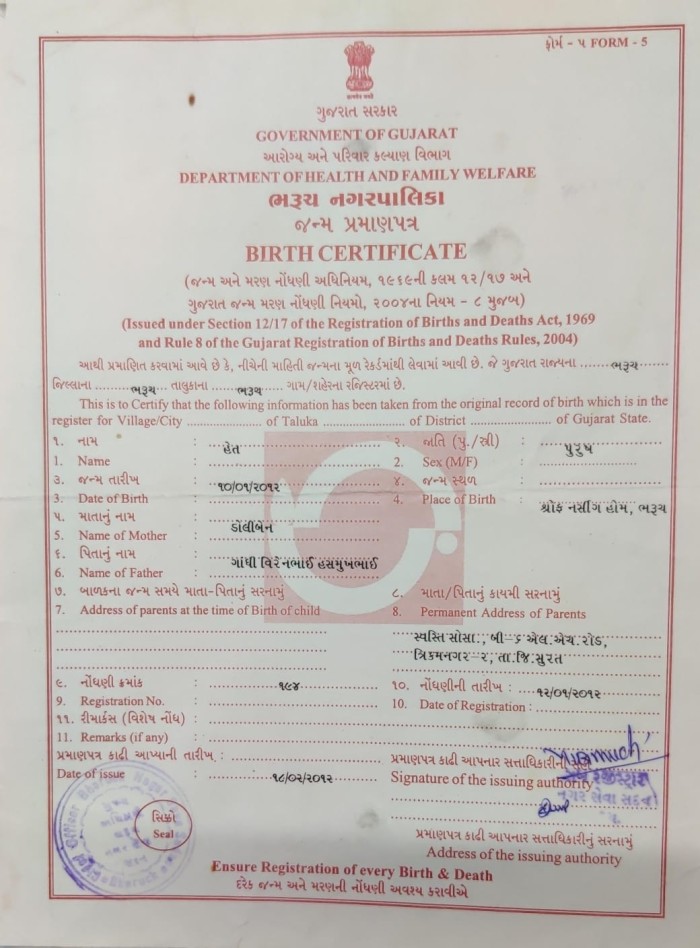 ફોર્મ - ૫ FORM - 5
ગુજરાત સરકાર
GOVERNMENT OF GUJARAT
આરોગ્ય અને પરિવાર કલ્યાણ વિભાગ
DEPARTMENT OF HEALTH AND FAMILY WELFARE
ભરૂચ નગરપાલિકા
જન્મ પ્રમાણપત્ર
BIRTH CERTIFICATE
(જન્મ અને મરણ નોંધણી અધિનિયમ, ૧૯૬૯ની કલમ ૧૨/૧૭ અને
ગુજરાત જન્મ મરણ નોંધણી નિયમો, ૨૦૦૪ના નિયમ - ૮ મુજબ)
(Issued under Section 12/17 of the Registration of Births and Deaths Act, 1969
and Rule 8 of the Gujarat Registration of Births and Deaths Rules, 2004)
આથી પ્રમાણિત કરવામાં આવે છે કે, નીચેની માહિતી જન્મના મૂળ રેકર્ડમાંથી લેવામાં આવી છે. જે ગુજરાત રાજ્યના ........ભરૂચ........
જિલ્લાના ..........ભરૂચ..... તાલુકાના .......ભરૂચ....... ગામ/શહેરના રજિસ્ટરમાં છે.
This is to Certify that the following information has been taken from the original record of birth which is in the
register for Village/City ........................ of Taluka .......................... of District .......................... of Gujarat State.
૧. નામ : હેત ૨. જાતિ (પુ./સ્ત્રી) : પુરુષ
1. Name : 2. Sex (M/F) :
૩. જન્મ તારીખ : ૧૦/૦૧/૨૦૧૨ ૪. જન્મ સ્થળ :
3. Date of Birth : 4. Place of Birth : શ્રોફ નર્સીંગ હોમ, ભરૂચ
૫. માતાનું નામ : ડોલીબેન
5. Name of Mother :
૬. પિતાનું નામ : ગાંધી વિરેનભાઈ હસમુખભાઈ
6. Name of Father :
૭. બાળકના જન્મ સમયે માતા-પિતાનું સરનામું ૮. માતા/પિતાનું કાયમી સરનામું
7. Address of parents at the time of Birth of child 8. Permanent Address of Parents
સ્વસ્તિ સોસા., બી-૬ એલ.એચ.રોડ,
ત્રિકમનગર-૨, તા.જિ.સુરત
૯. નોંધણી ક્રમાંક : ૧૯૪ ૧૦. નોંધણીની તારીખ : ૧૨/૦૧/૨૦૧૨
9. Registration No. : 10. Date of Registration :
૧૧. રીમાર્કસ (વિશેષ નોંધ) :
11. Remarks (if any) :
પ્રમાણપત્ર કાઢી આપ્યાની તારીખ : પ્રમાણપત્ર કાઢી આપનાર સત્તાધિકારીની
Date of issue : ૧૮/૦૨/૨૦૧૨ Signature of the issuing authority
નગર સેવા સદન
સિક્કો
Seal
પ્રમાણપત્ર કાઢી આપનાર સત્તાધિકારીનું સરનામું
Address of the issuing authority
Ensure Registration of every Birth & Death
દરેક જન્મ અને મરણની નોંધણી અવશ્ય કરાવીએ